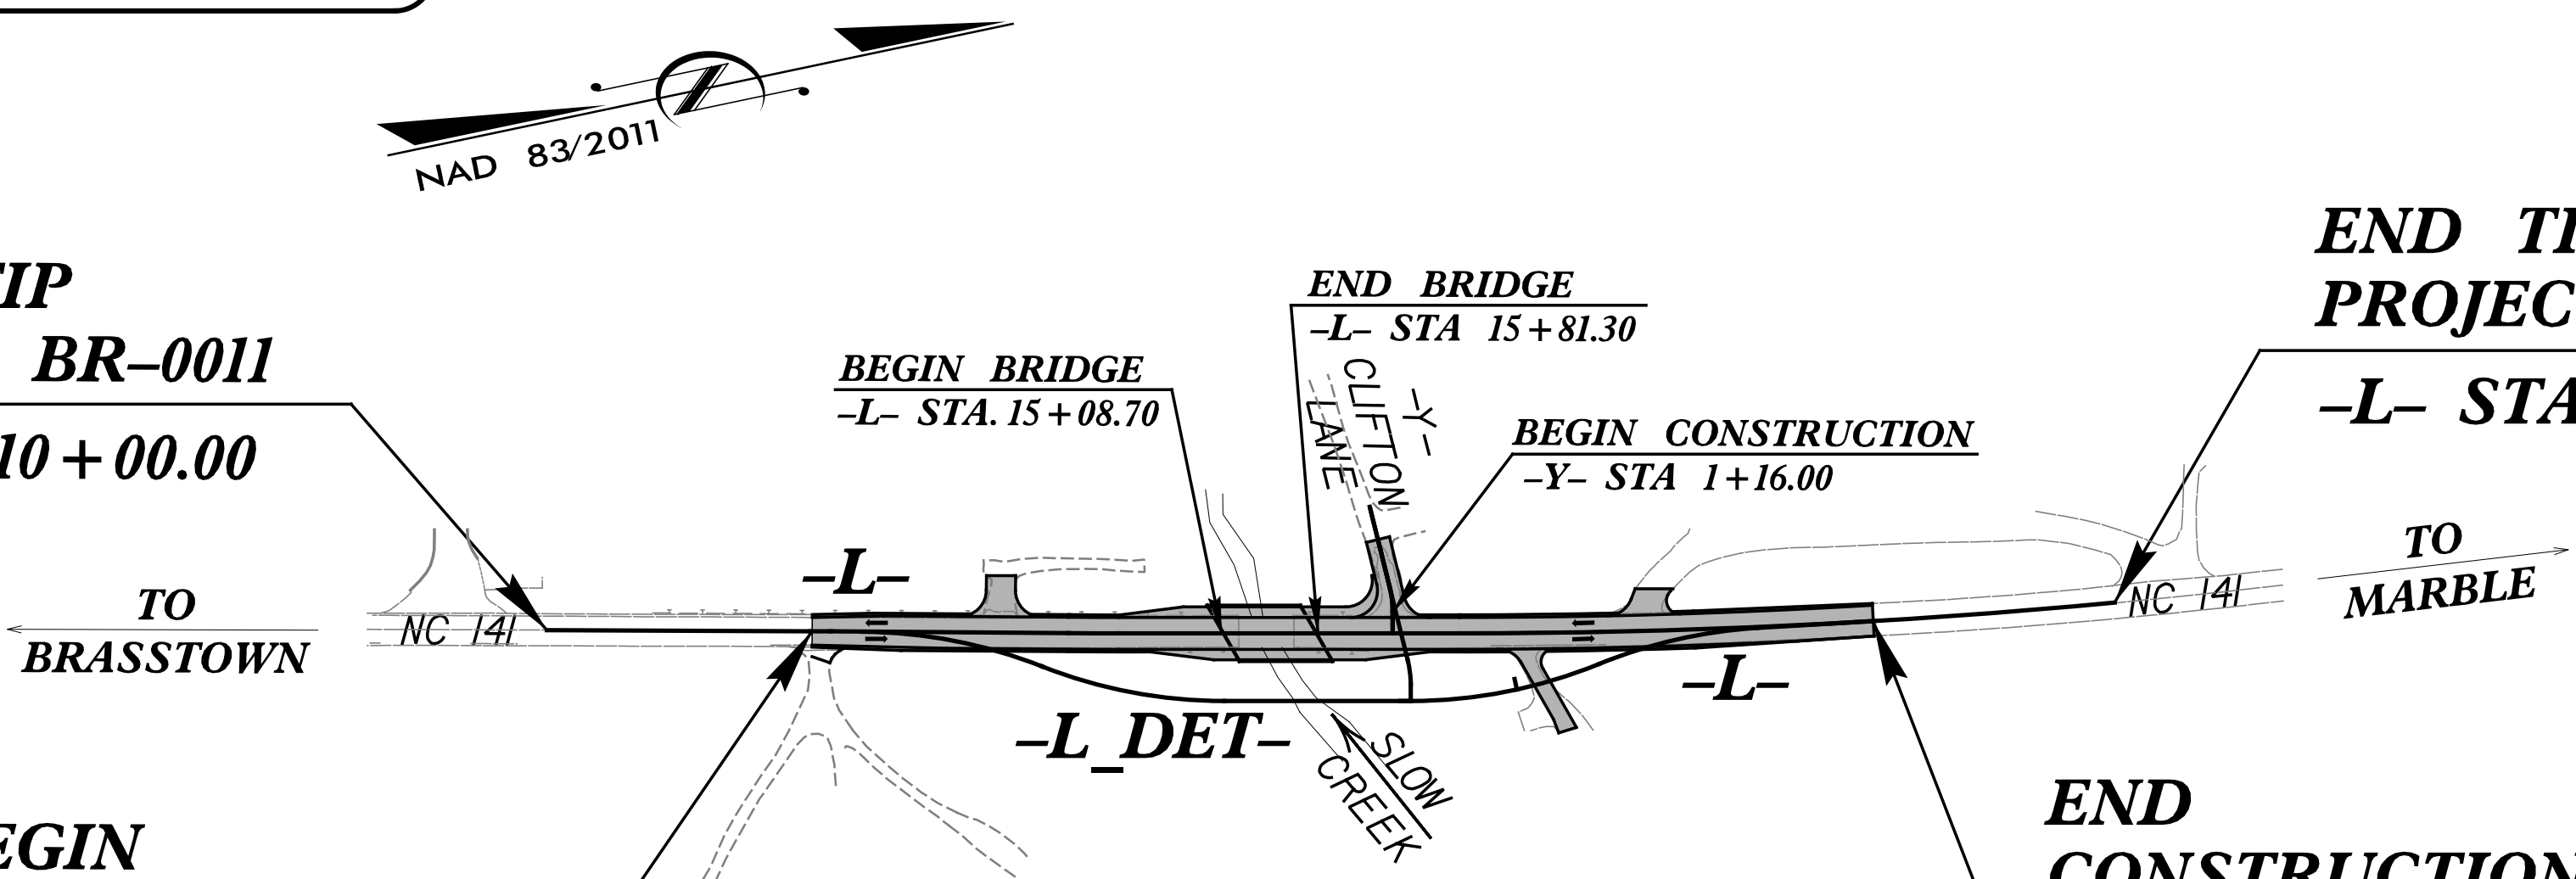 NAD 83/2011
TIP
BR–0011
10+00.00
END BRIDGE
–L– STA 15+81.30
BEGIN BRIDGE
–L– STA. 15+08.70
CLIFTON
LANE
–Y–
BEGIN CONSTRUCTION
–Y– STA 1+16.00
END TI
PROJEC
–L– STA
TO
BRASSTOWN
NC 141
–L–
NC 141
TO
MARBLE
–L–
–L_DET–
SLOW
CREEK
EGIN
END
CONSTRUCTION